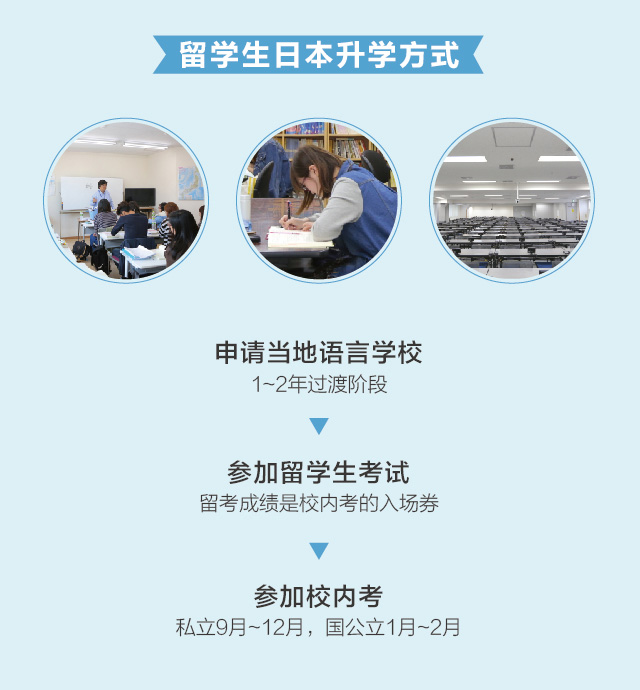 留学生日本升学方式
申请当地语言学校
1~2年过渡阶段
参加留学生考试
留考成绩是校内考的入场券
参加校内考
私立9月~12月，国公立1月~2月